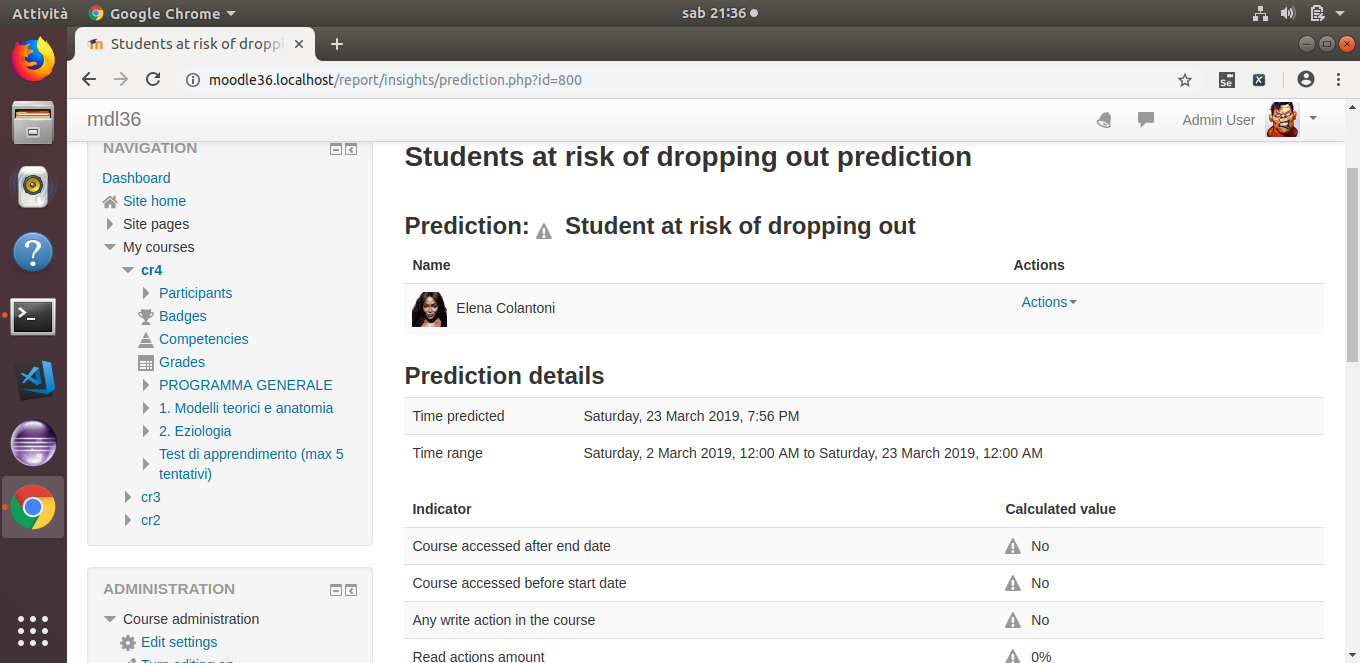 Attività
Google Chrome
sab 21:36
Students at risk of droppi
moodle36.localhost/report/insights/prediction.php?id=800
Se
X
mdl36
Admin User
NAVIGATION
Dashboard
Site home
Site pages
My courses
cr4
Participants
Badges
Competencies
Grades
PROGRAMMA GENERALE
1. Modelli teorici e anatomia
2. Eziologia
Test di apprendimento (max 5
tentativi)
cr3
cr2
ADMINISTRATION
Course administration
Edit settings
Turn editing on
Students at risk of dropping out prediction
Prediction: Student at risk of dropping out
Name Actions
Elena Colantoni Actions
Prediction details
Time predicted Saturday, 23 March 2019, 7:56 PM
Time range Saturday, 2 March 2019, 12:00 AM to Saturday, 23 March 2019, 12:00 AM
Indicator Calculated value
Course accessed after end date No
Course accessed before start date No
Any write action in the course No
Read actions amount 0%